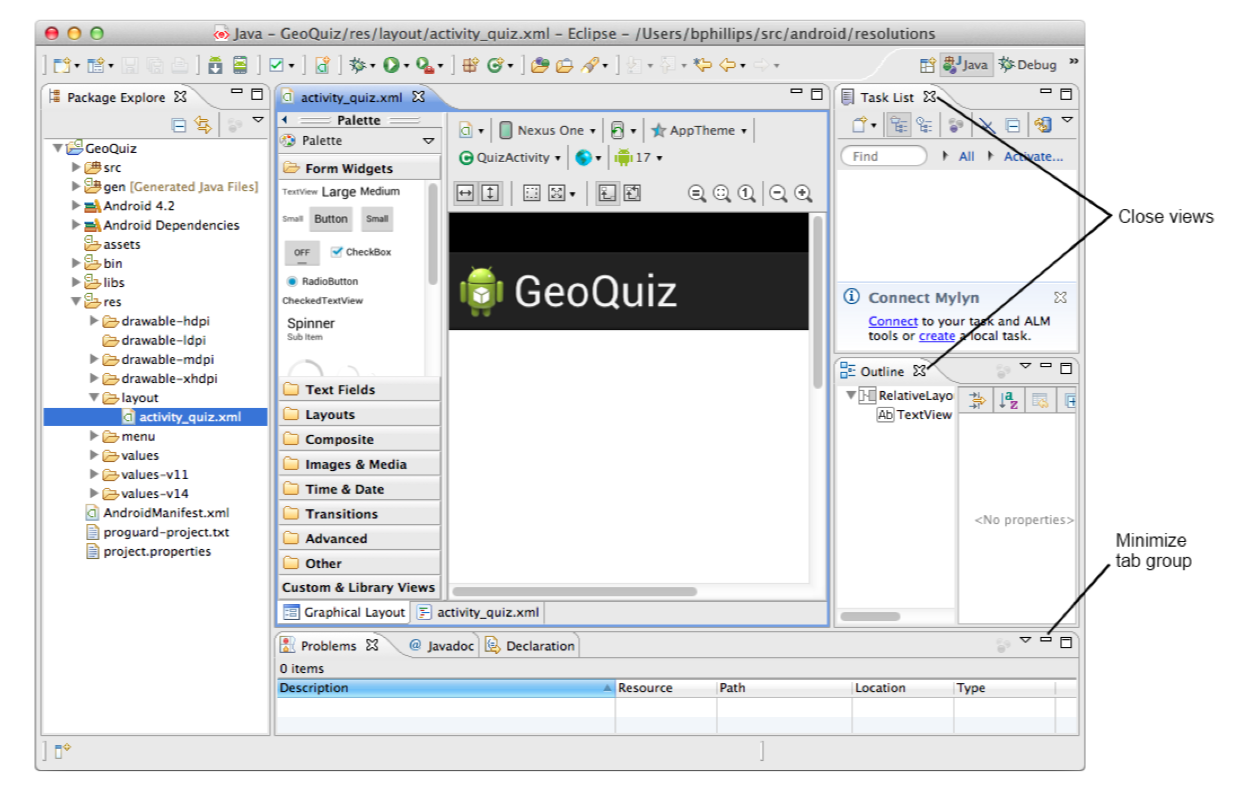 Java – GeoQuiz/res/layout/activity_quiz.xml – Eclipse – /Users/bphillips/src/android/resolutions
Java Debug
Package Explore
GeoQuiz
src
gen [Generated Java Files]
Android 4.2
Android Dependencies
assets
bin
libs
res
drawable-hdpi
drawable-ldpi
drawable-mdpi
drawable-xhdpi
layout
activity_quiz.xml
menu
values
values-v11
values-v14
AndroidManifest.xml
proguard-project.txt
project.properties
activity_quiz.xml
Palette
Palette
Form Widgets
TextView Large Medium
Small Button Small
OFF CheckBox
RadioButton
CheckedTextView
Spinner
Sub Item
Text Fields
Layouts
Composite
Images & Media
Time & Date
Transitions
Advanced
Other
Custom & Library Views
Graphical Layout activity_quiz.xml
Nexus One AppTheme
QuizActivity 17
GeoQuiz
Task List
Find All Activate...
Connect Mylyn
Connect to your task and ALM
tools or create a local task.
Outline
RelativeLayo
Ab TextView
<No properties>
Problems @ Javadoc Declaration
0 items
Description Resource Path Location Type
Close views
Minimize
tab group